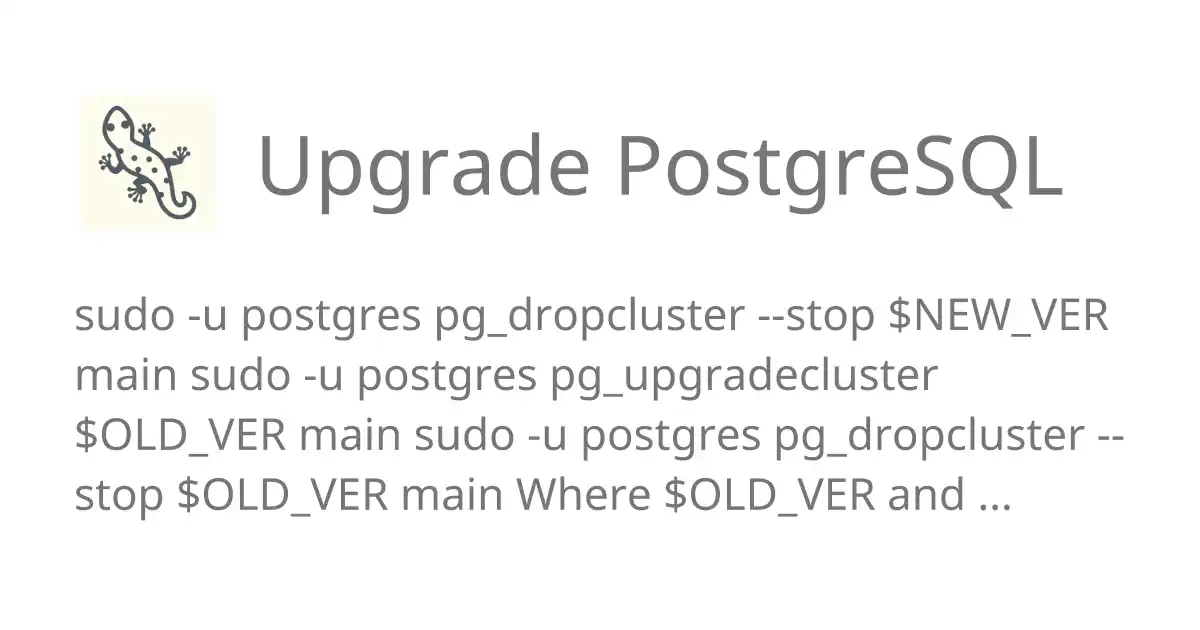 Upgrade PostgreSQL
sudo -u postgres pg_dropcluster --stop $NEW_VER
main sudo -u postgres pg_upgradecluster
$OLD_VER main sudo -u postgres pg_dropcluster --
stop $OLD_VER main Where $OLD_VER and ...